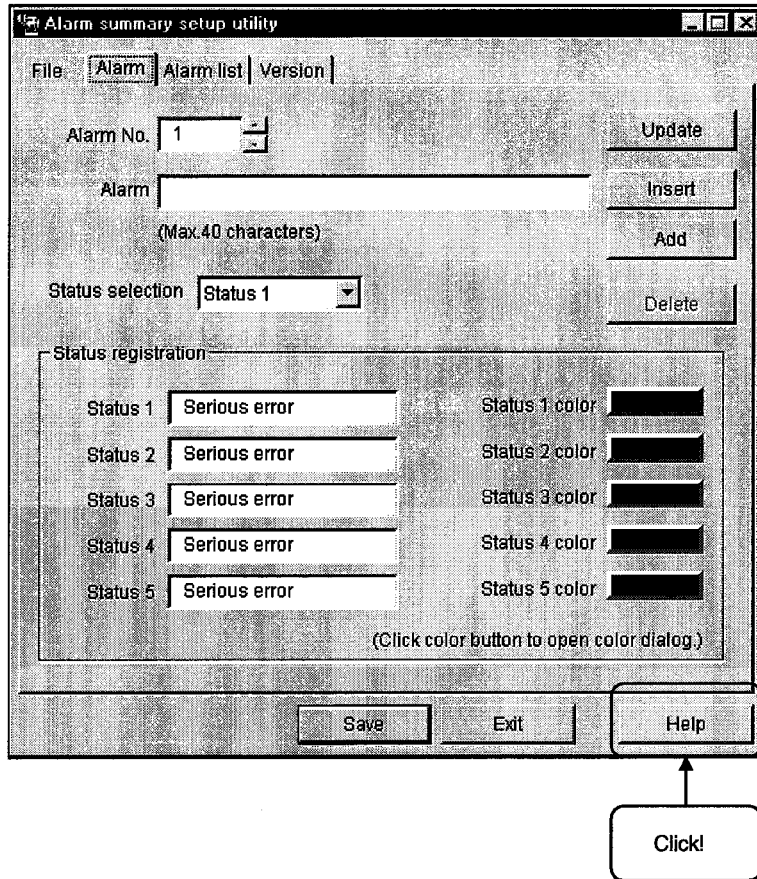 Alarm summary setup utility
File Alarm Alarm list Version
Alarm No. 1 Update
Alarm Insert
(Max.40 characters) Add
Status selection Status 1 Delete
Status registration
Status 1 Serious error Status 1 color
Status 2 Serious error Status 2 color
Status 3 Serious error Status 3 color
Status 4 Serious error Status 4 color
Status 5 Serious error Status 5 color
(Click color button to open color dialog.)
Save Exit Help
Click!